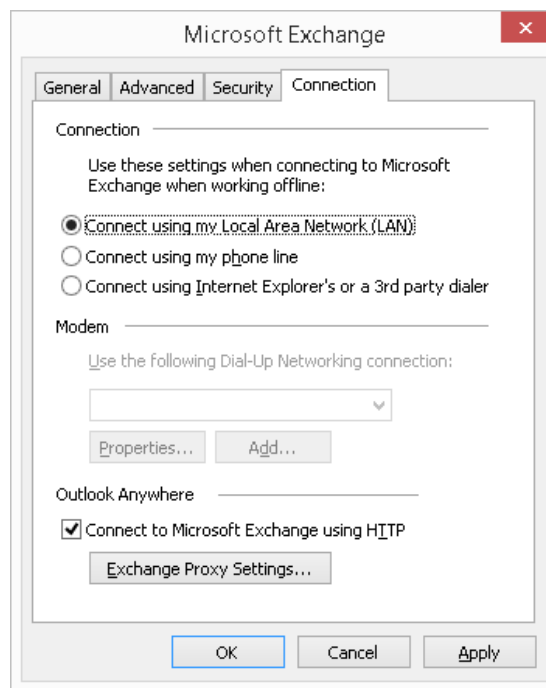 Microsoft Exchange
General Advanced Security Connection
Connection
Use these settings when connecting to Microsoft
Exchange when working offline:
Connect using my Local Area Network (LAN)
Connect using my phone line
Connect using Internet Explorer's or a 3rd party dialer
Modem
Use the following Dial-Up Networking connection:
Properties... Add...
Outlook Anywhere
Connect to Microsoft Exchange using HTTP
Exchange Proxy Settings...
OK Cancel Apply